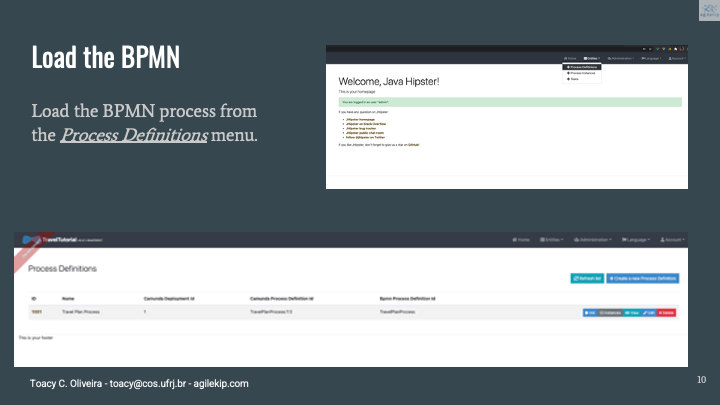 agilekip
Load the BPMN
Load the BPMN process from
the Process Definitions menu.
Home Entities Administration Language Account
Process Definitions
Process Instances
Tasks
Welcome, Java Hipster!
This is your homepage
You are logged in as user "admin".
If you have any question on JHipster:
JHipster homepage
JHipster on Stack Overflow
JHipster bug tracker
JHipster public chat room
follow @jhipster on Twitter
If you like JHipster, don't forget to give us a star on GitHub!
TravelTutorial
Home Entities Administration Language Account
Process Definitions
Refresh list Create a new Process Definition
ID Name Camunda Deployment Id Camunda Process Definition Id Bpmn Process Definition Id
1001 Travel Plan Process 1 TravelPlanProcess:1:3 TravelPlanProcess
Instances View Edit Delete
This is your footer
Toacy C. Oliveira - toacy@cos.ufrj.br - agilekip.com
10